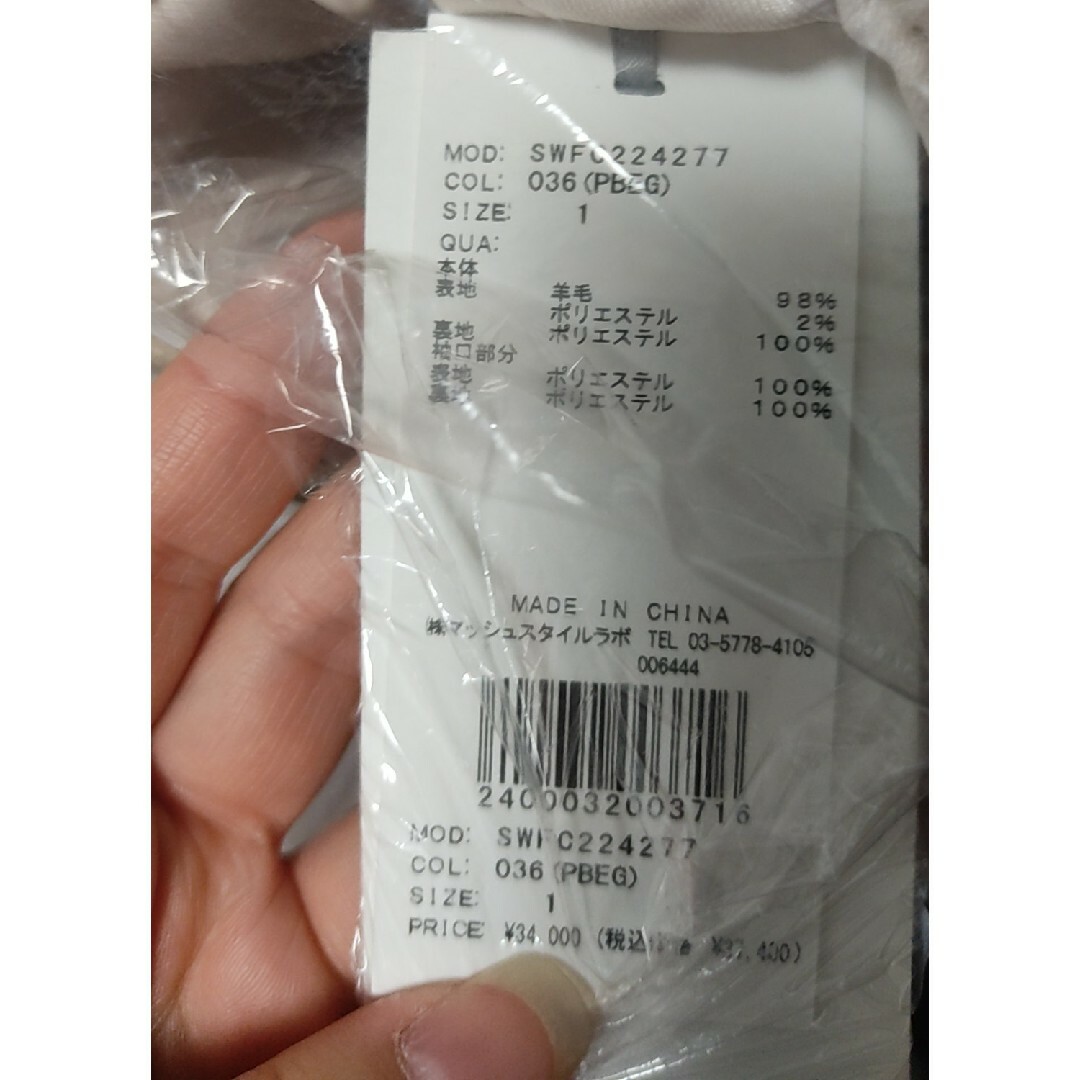 MOD: SWFC224277
COL: 036(PBEG)
SIZE: 1
QUA:
本体
表地 羊毛 98%
ポリエステル 2%
裏地 ポリエステル 100%
袖口部分
表地 ポリエステル 100%
裏地 ポリエステル 100%
MADE IN CHINA
㈱マッシュスタイルラボ TEL 03-5778-4106
006444
2400032003716
MOD: SWFC224277
COL: 036(PBEG)
SIZE: 1
PRICE: ¥34,000 (税込価格 ¥37,400)